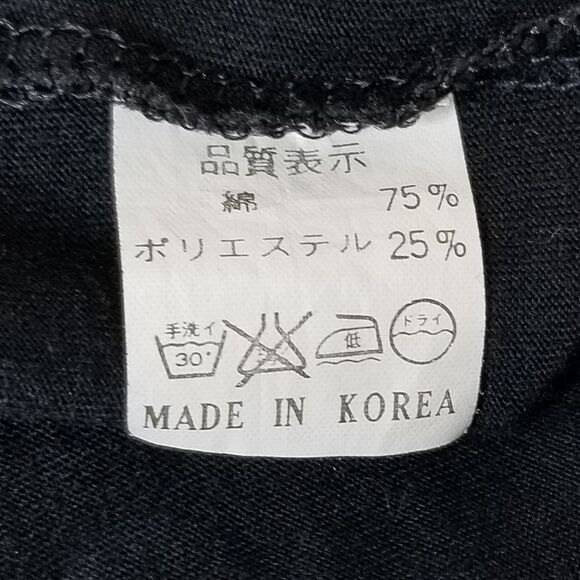 品質表示
綿 75%
ポリエステル 25%
手洗イ 30° 低 ドライ
MADE IN KOREA